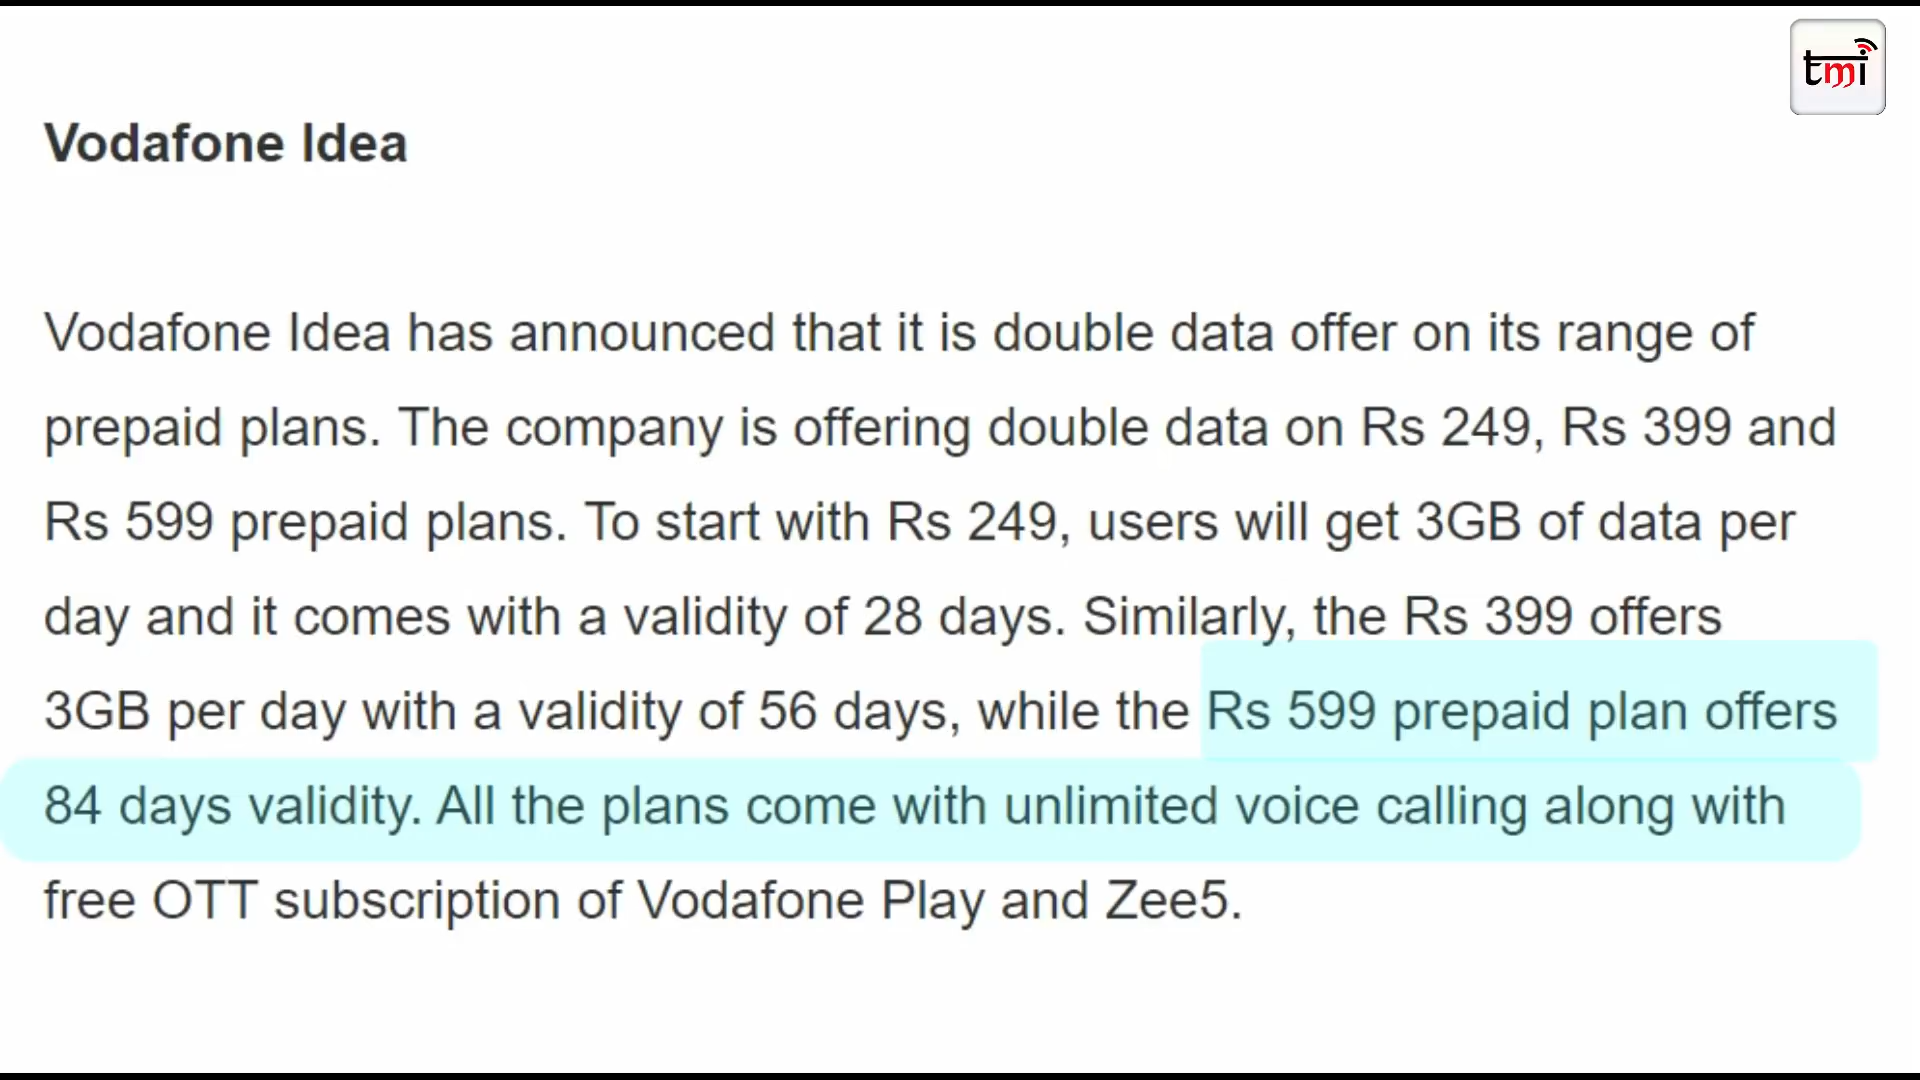 tmi
Vodafone Idea
Vodafone Idea has announced that it is double data offer on its range of
prepaid plans. The company is offering double data on Rs 249, Rs 399 and
Rs 599 prepaid plans. To start with Rs 249, users will get 3GB of data per
day and it comes with a validity of 28 days. Similarly, the Rs 399 offers
3GB per day with a validity of 56 days, while the Rs 599 prepaid plan offers
84 days validity. All the plans come with unlimited voice calling along with
free OTT subscription of Vodafone Play and Zee5.